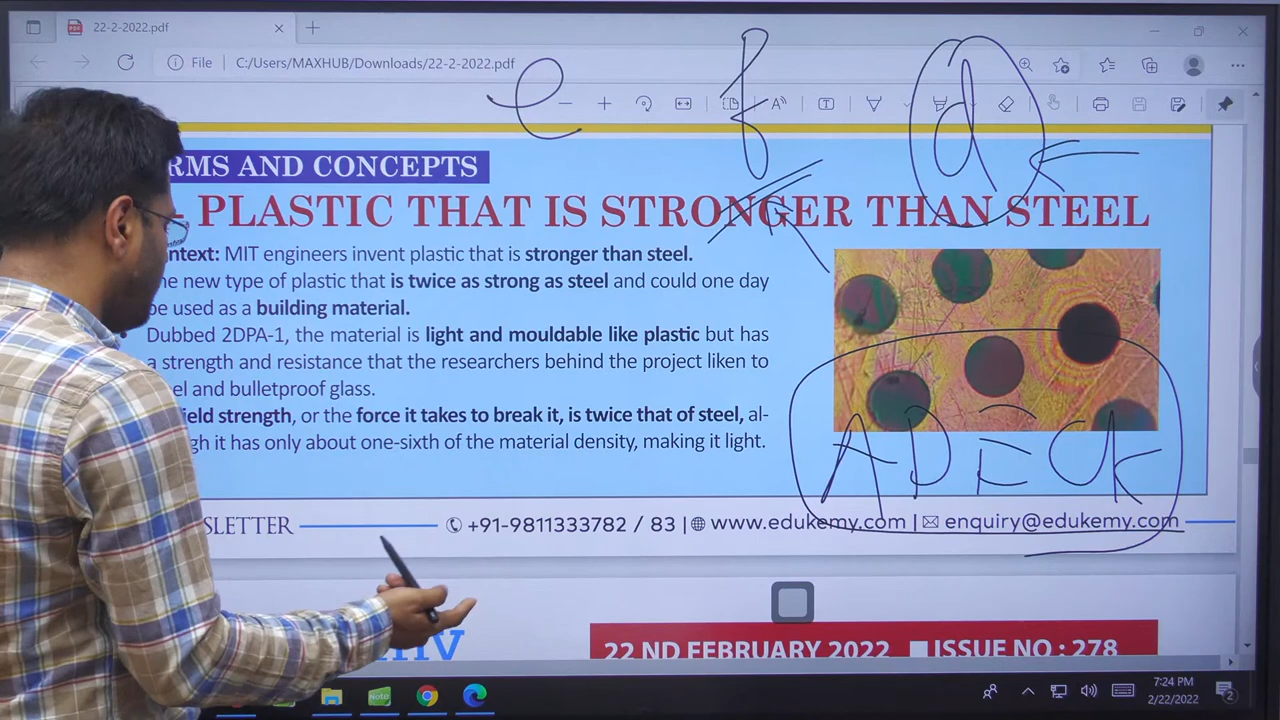 22-2-2022.pdf
File C:/Users/MAXHUB/Downloads/22-2-2022.pdf
e f d
RMS AND CONCEPTS
- PLASTIC THAT IS STRONGER THAN STEEL
ntext: MIT engineers invent plastic that is stronger than steel.
he new type of plastic that is twice as strong as steel and could one day
be used as a building material.
Dubbed 2DPA-1, the material is light and mouldable like plastic but has
a strength and resistance that the researchers behind the project liken to
el and bulletproof glass.
ield strength, or the force it takes to break it, is twice that of steel, al-
gh it has only about one-sixth of the material density, making it light.
SLETTER +91-9811333782 / 83 | www.edukemy.com | enquiry@edukemy.com
22 ND FEBRUARY 2022 ISSUE NO : 278
Note
7:24 PM
2/22/2022
2